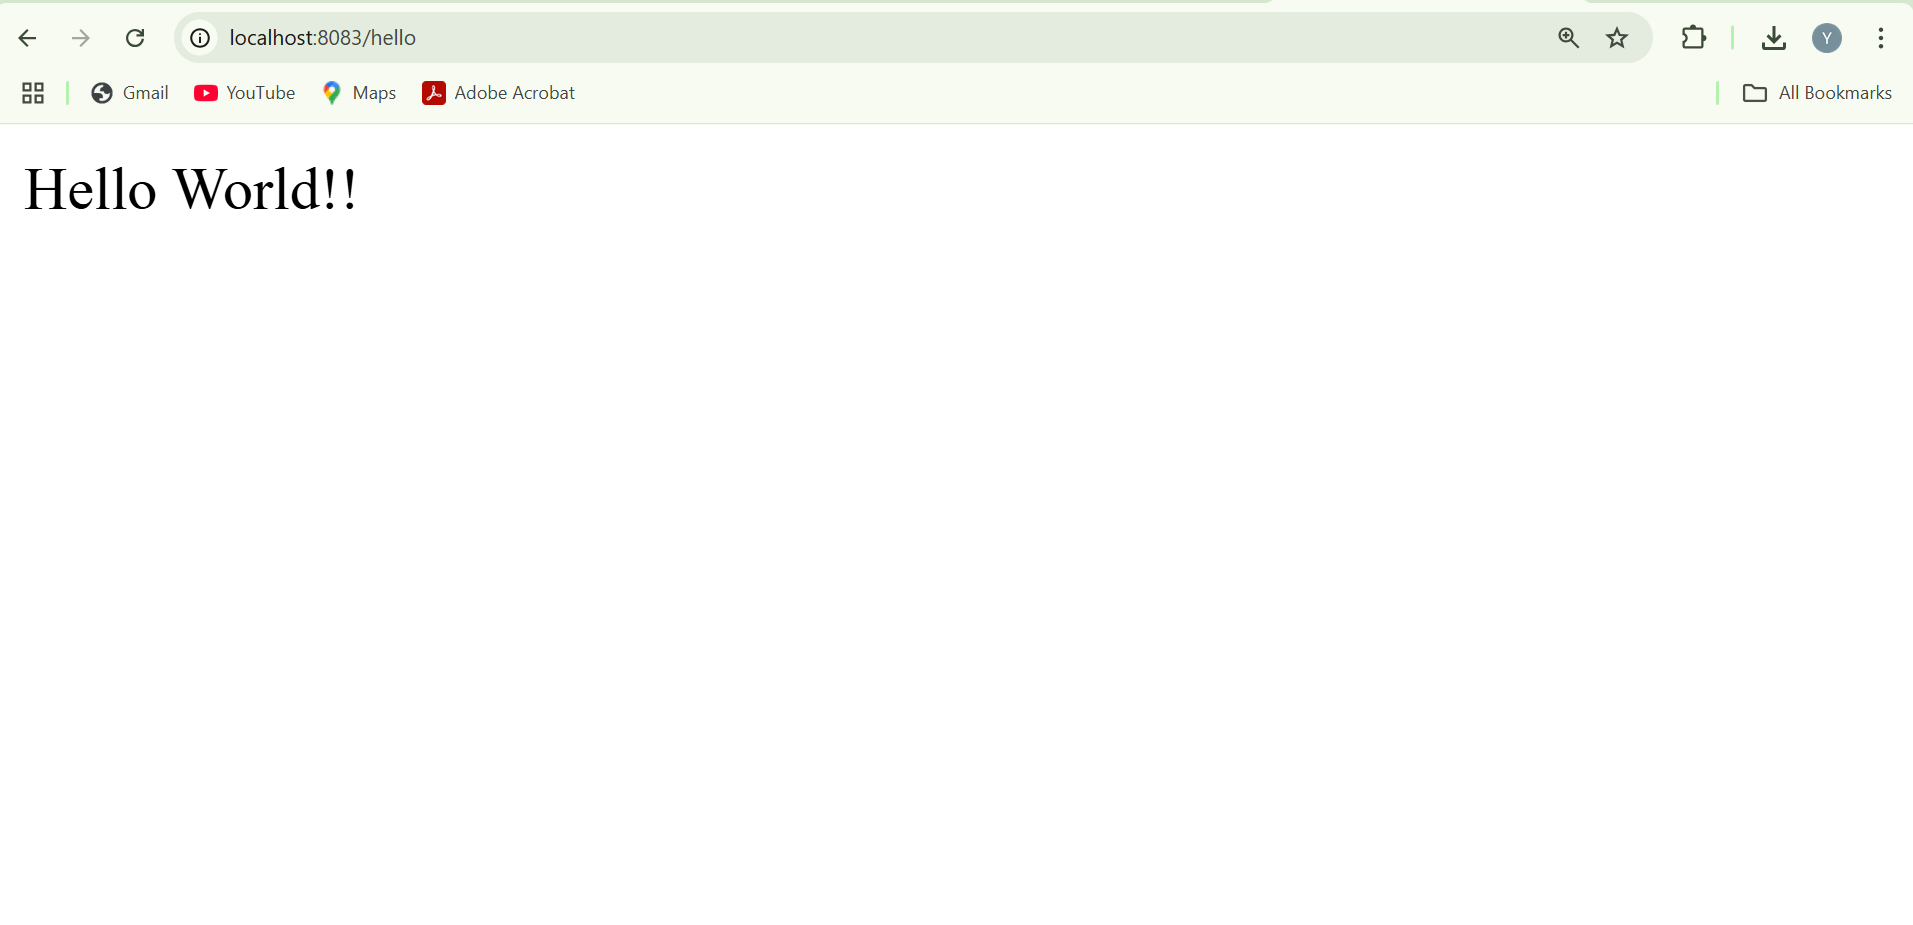 localhost:8083/hello
Y
Gmail
YouTube
Maps
Adobe Acrobat
All Bookmarks
Hello World!!